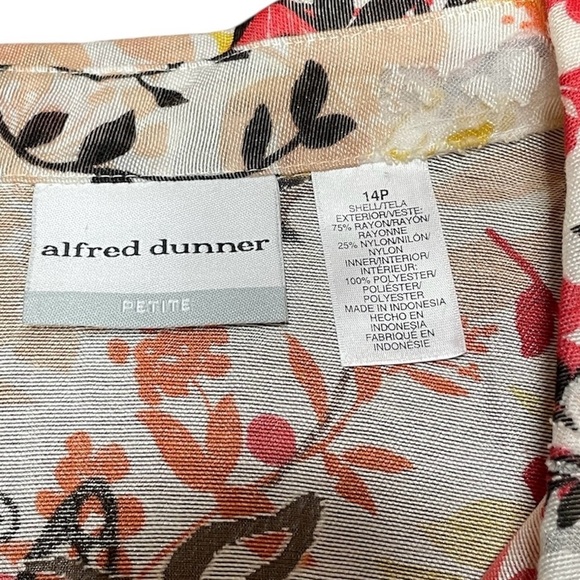 alfred dunner
PETITE
14P
SHELL/TELA
EXTERIOR/VESTE-
75% RAYON/RAYON/
RAYONNE
25% NYLON/NILÓN/
NYLON
INNER/INTERIOR/
INTÉRIEUR:
100% POLYESTER/
POLIÉSTER/
POLYESTER
MADE IN INDONESIA
HECHO EN
INDONESIA
FABRIQUÉ EN
INDONÉSIE